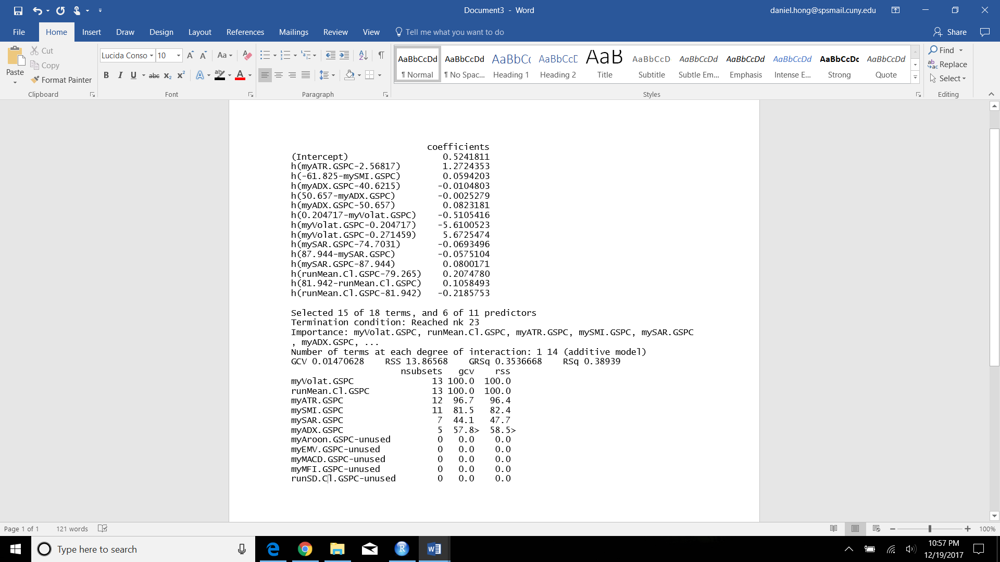 Document3 - Word
daniel.hong@spsmail.cuny.edu
File Home Insert Draw Design Layout References Mailings Review View Tell me what you want to do Share
Paste
Cut
Copy
Format Painter
Clipboard
Lucida Conso 10
Aa
B I U abc X₂ X²
Font
Paragraph
AaBbCcDd AaBbCcDd AaBbCc AaBbCcC AaB AaBbCcD AaBbCcDd AaBbCcDd AaBbCcDd AaBbCcDc AaBbCcDd
¶ Normal ¶ No Spac... Heading 1 Heading 2 Title Subtitle Subtle Em... Emphasis Intense E... Strong Quote
Styles
Find
Replace
Select
Editing
coefficients
(Intercept) 0.5241811
h(myATR.GSPC-2.56817) 1.2724353
h(-61.825-mySMI.GSPC) 0.0594203
h(myADX.GSPC-40.6215) -0.0104803
h(50.657-myADX.GSPC) -0.0025279
h(myADX.GSPC-50.657) 0.0823181
h(0.204717-myVolat.GSPC) -0.5105416
h(myVolat.GSPC-0.204717) -5.6100523
h(myVolat.GSPC-0.271459) 5.6725474
h(mySAR.GSPC-74.7031) -0.0693496
h(87.944-mySAR.GSPC) -0.0575104
h(mySAR.GSPC-87.944) 0.0800171
h(runMean.Cl.GSPC-79.265) 0.2074780
h(81.942-runMean.Cl.GSPC) 0.1058493
h(runMean.Cl.GSPC-81.942) -0.2185753
Selected 15 of 18 terms, and 6 of 11 predictors
Termination condition: Reached nk 23
Importance: myVolat.GSPC, runMean.Cl.GSPC, myATR.GSPC, mySMI.GSPC, mySAR.GSPC
, myADX.GSPC, ...
Number of terms at each degree of interaction: 1 14 (additive model)
GCV 0.01470628 RSS 13.86568 GRSq 0.3536668 RSq 0.38939
nsubsets gcv rss
myVolat.GSPC 13 100.0 100.0
runMean.Cl.GSPC 13 100.0 100.0
myATR.GSPC 12 96.7 96.4
mySMI.GSPC 11 81.5 82.4
mySAR.GSPC 7 44.1 47.7
myADX.GSPC 5 57.8> 58.5>
myAroon.GSPC-unused 0 0.0 0.0
myEMV.GSPC-unused 0 0.0 0.0
myMACD.GSPC-unused 0 0.0 0.0
myMFI.GSPC-unused 0 0.0 0.0
runSD.Cl.GSPC-unused 0 0.0 0.0
Page 1 of 1 121 words 100%
Type here to search
10:57 PM
12/19/2017